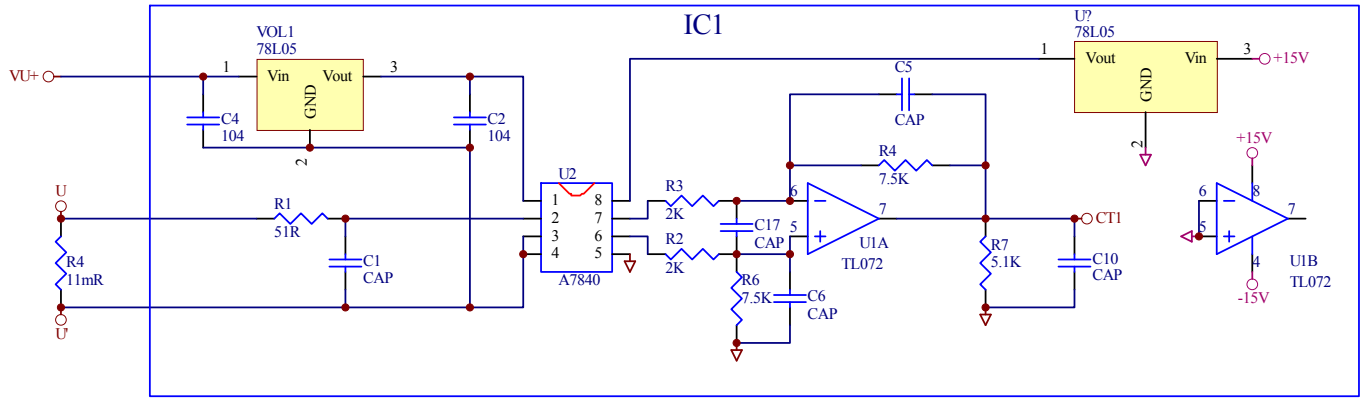 IC1
VOL1
78L05
U?
78L05
VU+
1
Vin
Vout
3
GND
2
C4
104
C2
104
1
Vout
Vin
3
+15V
GND
2
C5
CAP
R4
7.5K
U2
1
2
3
4
8
7
6
5
A7840
R3
2K
R2
2K
C17
CAP
6
5
7
U1A
TL072
CT1
R6
7.5K
C6
CAP
R7
5.1K
C10
CAP
+15V
6
5
8
7
4
-15V
U1B
TL072
U
R1
51R
C1
CAP
R4
11mR
U'